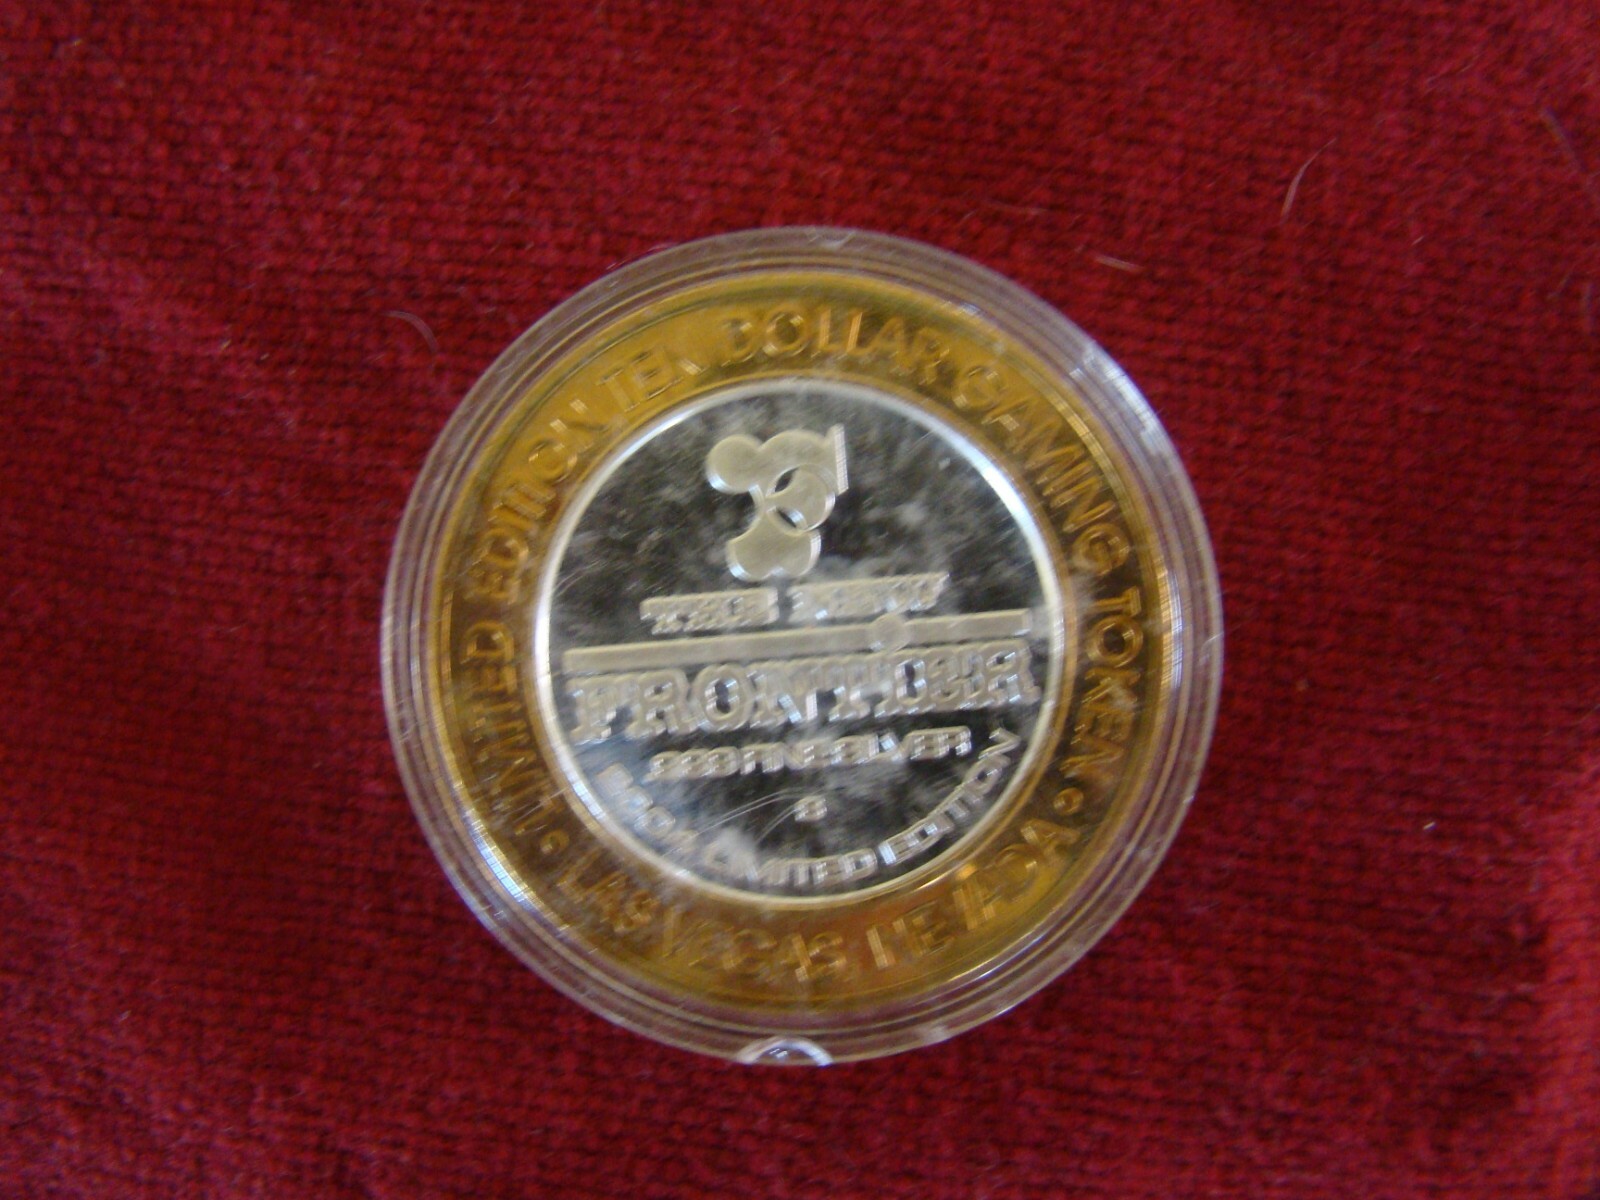 LIMITED EDITION TEN DOLLAR GAMING TOKEN
THE NEW
FRONTIER
.999 FINE SILVER
S
LIMITED EDITION
• LAS VEGAS NEVADA •